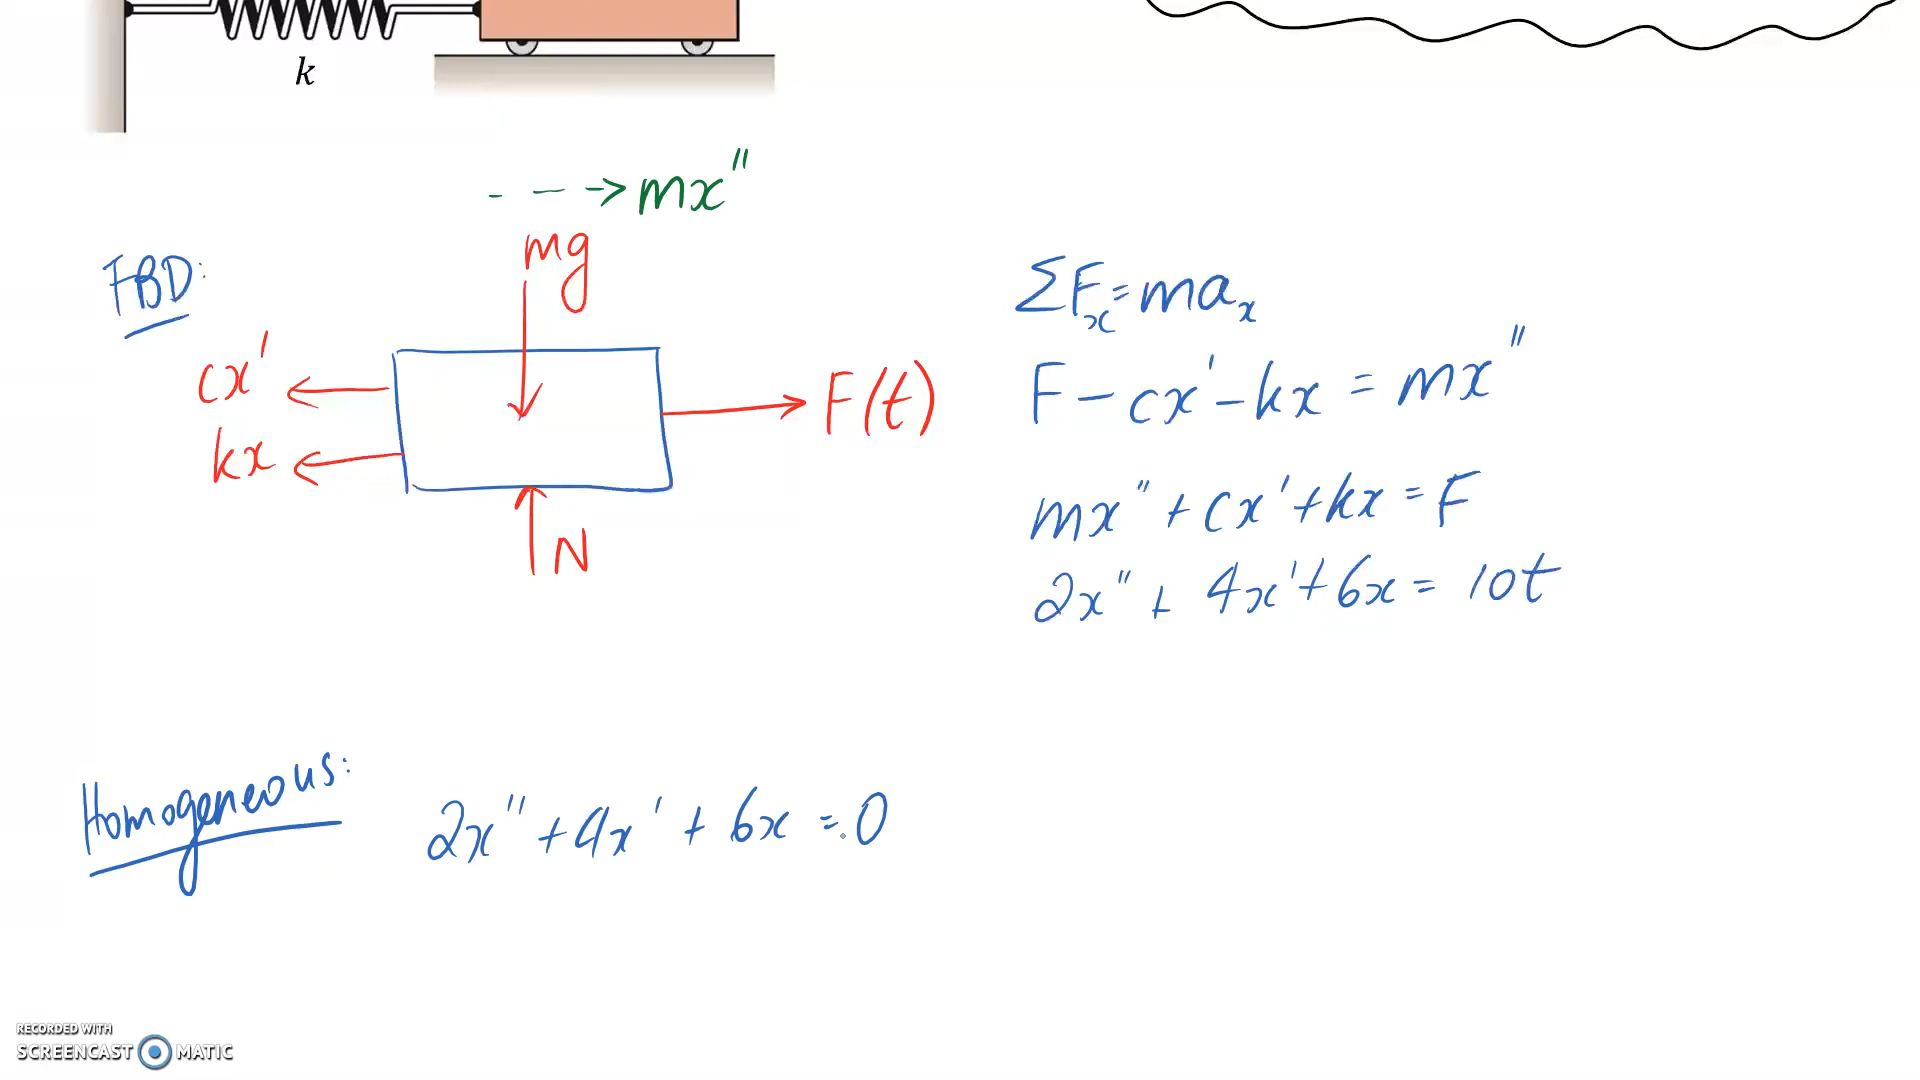 k
mx"
mg
FBD:
cx'
kx
F(t)
N
ΣFx = max
F - cx' - kx = mx"
mx" + cx' + kx = F
2x" + 4x' + 6x = 10t
Homogeneous:
2x" + 4x' + 6x = 0
RECORDED WITH
SCREENCAST MATIC